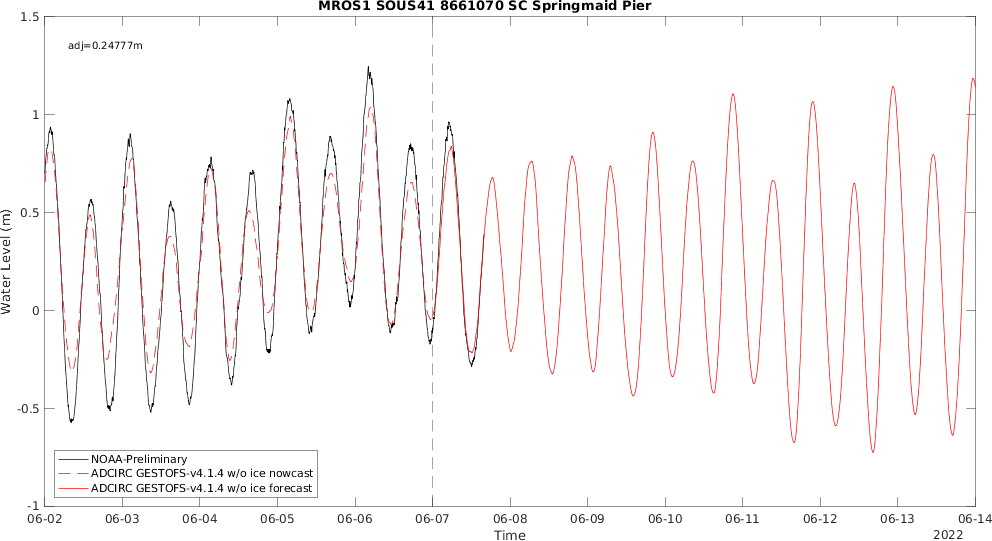 MROS1 SOUS41 8661070 SC Springmaid Pier
1.5
adj=0.24777m
1
0.5
Water Level (m)
0
-0.5
NOAA-Preliminary
ADCIRC GESTOFS-v4.1.4 w/o ice nowcast
ADCIRC GESTOFS-v4.1.4 w/o ice forecast
-1
06-02 06-03 06-04 06-05 06-06 06-07 06-08 06-09 06-10 06-11 06-12 06-13 06-14
Time
2022